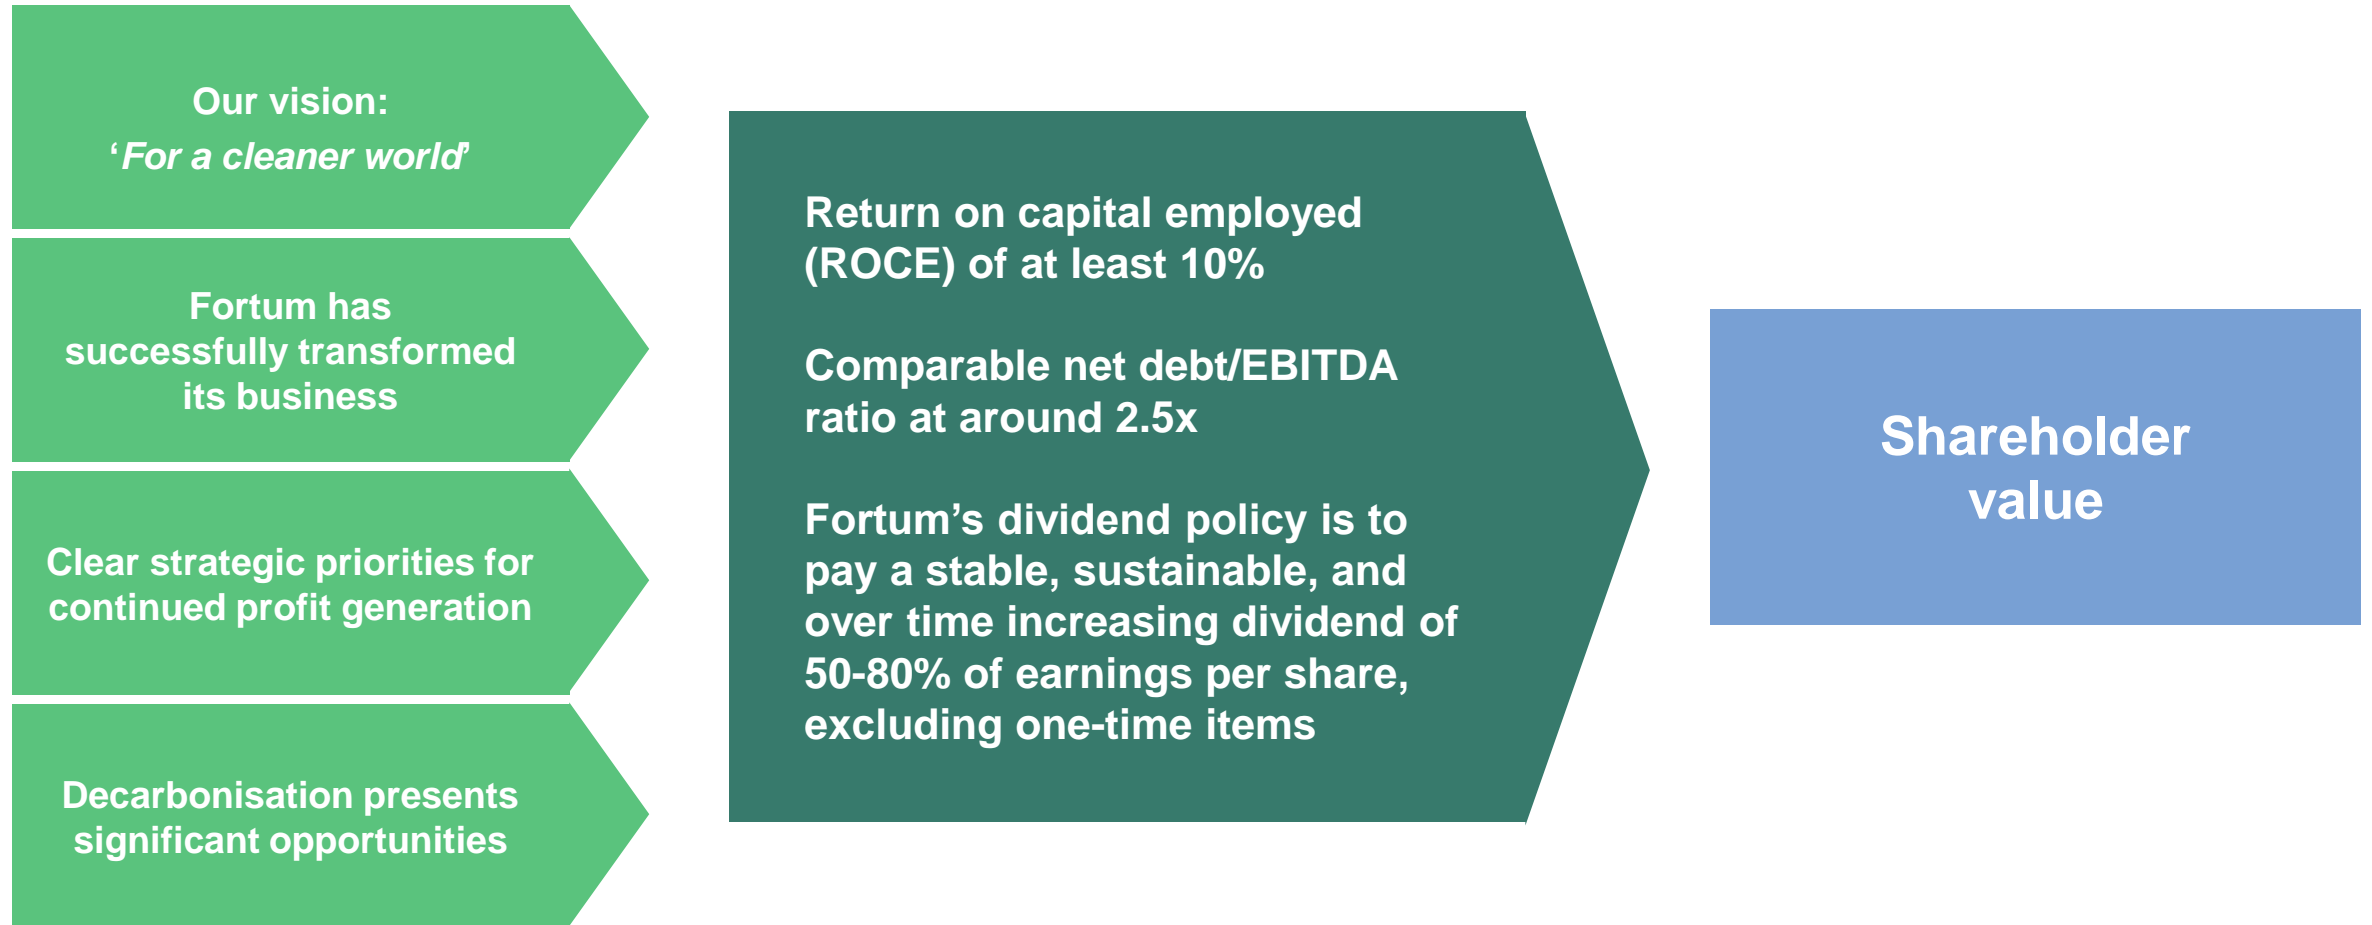 Our vision:
‘For a cleaner world’
Fortum has
successfully transformed
its business
Clear strategic priorities for
continued profit generation
Decarbonisation presents
significant opportunities
Return on capital employed
(ROCE) of at least 10%
Comparable net debt/EBITDA
ratio at around 2.5x
Fortum’s dividend policy is to
pay a stable, sustainable, and
over time increasing dividend of
50-80% of earnings per share,
excluding one-time items
Shareholder
value